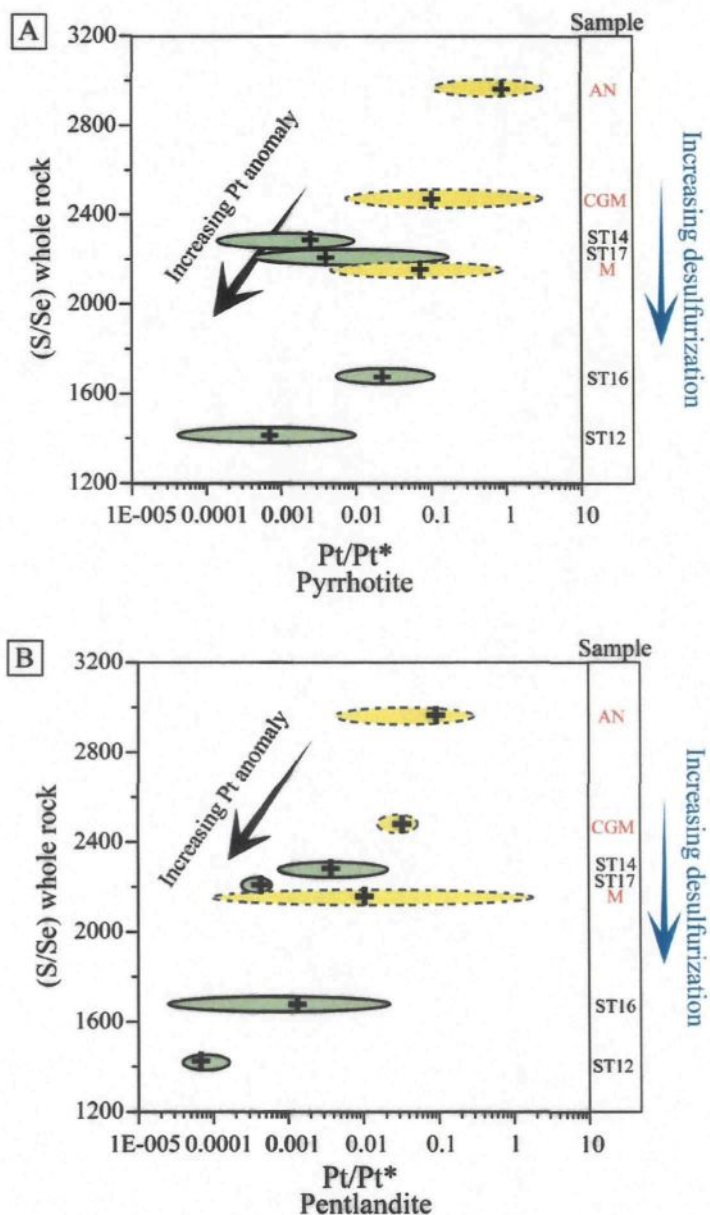 A
Sample
3200
2800
2400
2000
1600
1200
(S/Se) whole rock
Increasing Pt anomaly
AN
CGM
ST14
ST17
M
ST16
ST12
Increasing desulfurization
1E-005 0.0001 0.001 0.01 0.1 1 10
Pt/Pt*
Pyrrhotite
B
Sample
3200
2800
2400
2000
1600
1200
(S/Se) whole rock
Increasing Pt anomaly
AN
CGM
ST14
ST17
M
ST16
ST12
Increasing desulfurization
1E-005 0.0001 0.001 0.01 0.1 1 10
Pt/Pt*
Pentlandite